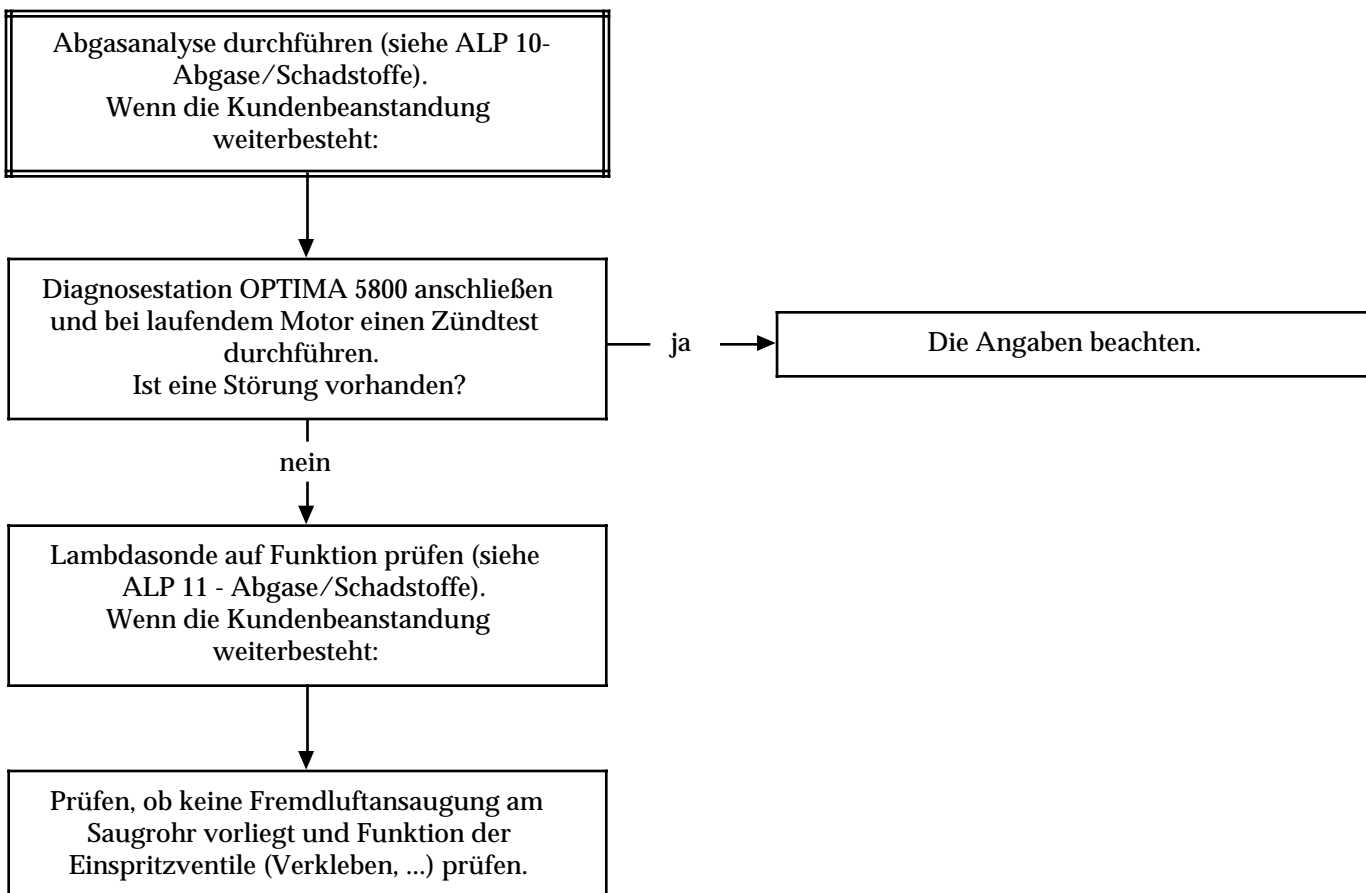 Abgasanalyse durchführen (siehe ALP 10-
Abgase/Schadstoffe).
Wenn die Kundenbeanstandung
weiterbesteht:
Diagnosestation OPTIMA 5800 anschließen
und bei laufendem Motor einen Zündtest
durchführen.
Ist eine Störung vorhanden?
ja
Die Angaben beachten.
nein
Lambdasonde auf Funktion prüfen (siehe
ALP 11 - Abgase/Schadstoffe).
Wenn die Kundenbeanstandung
weiterbesteht:
Prüfen, ob keine Fremdluftansaugung am
Saugrohr vorliegt und Funktion der
Einspritzventile (Verkleben, ...) prüfen.